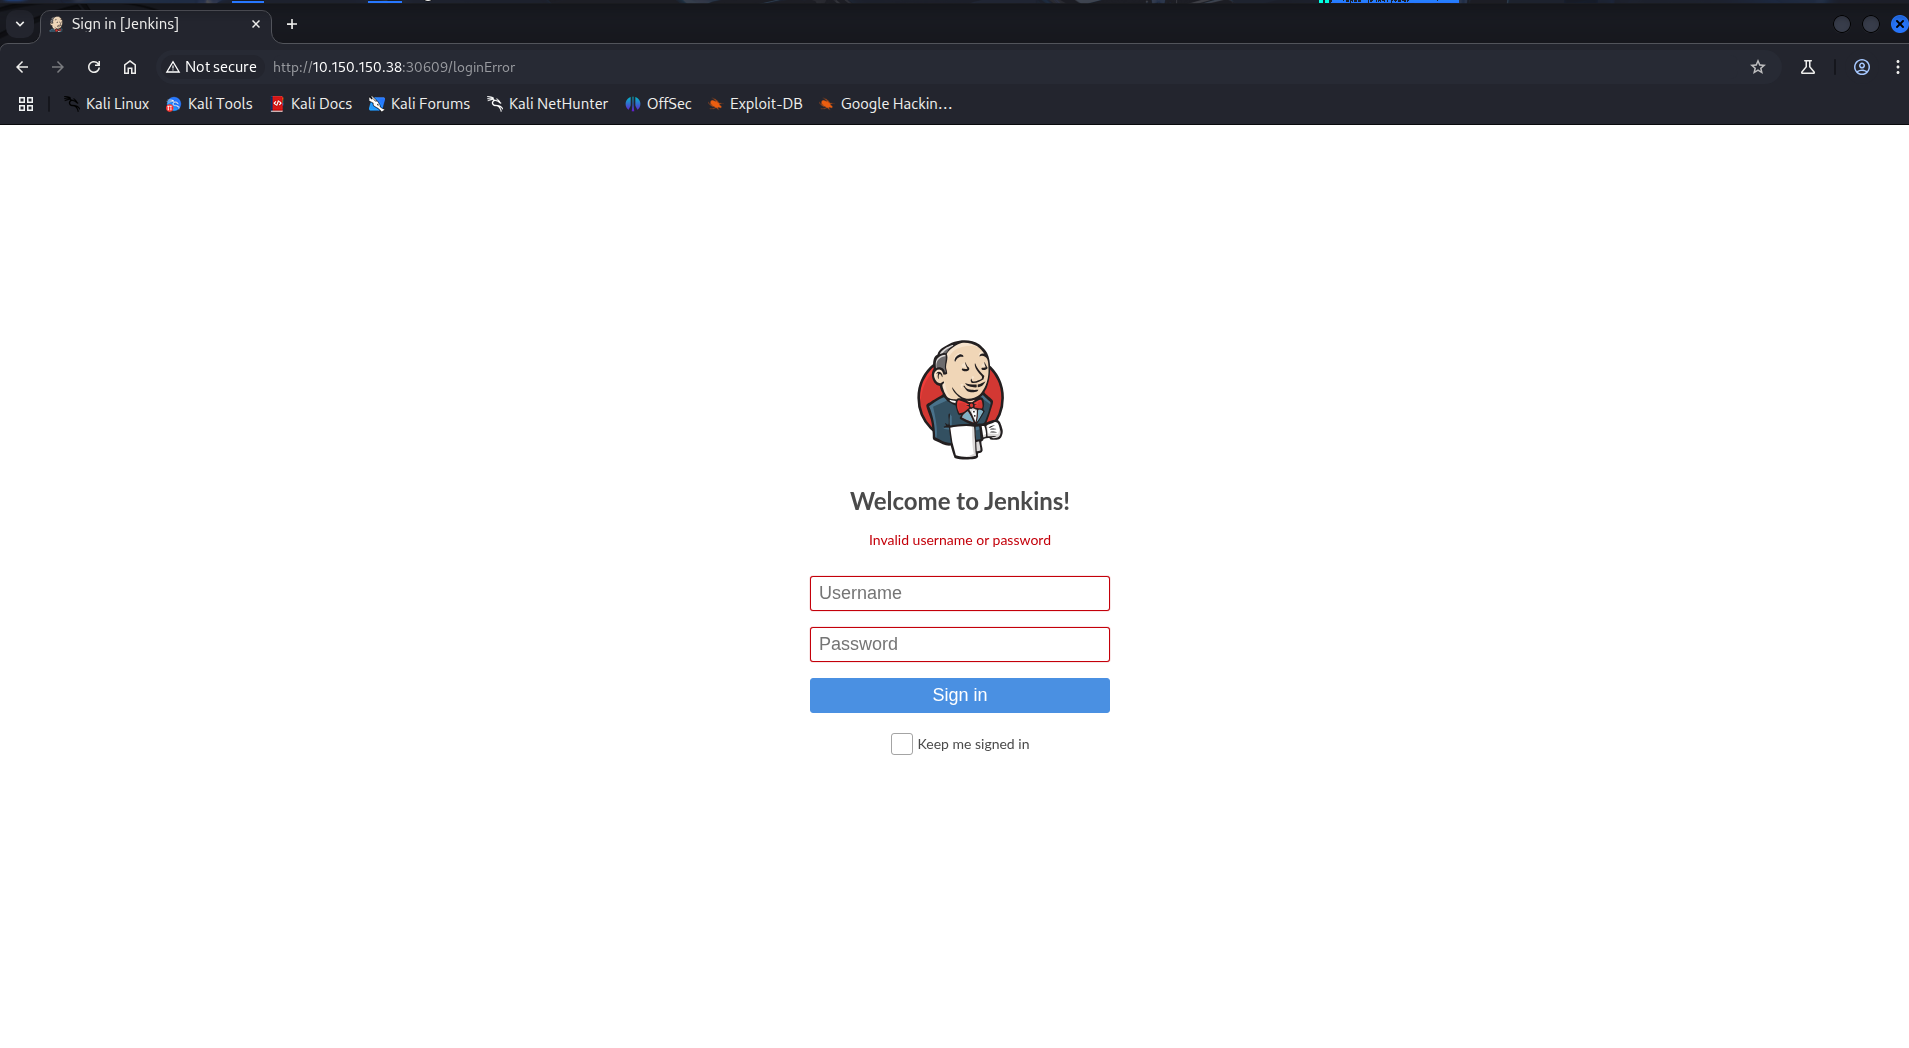 Sign in [Jenkins]
Not secure http://10.150.150.38:30609/loginError
Kali Linux Kali Tools Kali Docs Kali Forums Kali NetHunter OffSec Exploit-DB Google Hackin…
Welcome to Jenkins!
Invalid username or password
Username
Password
Sign in
Keep me signed in